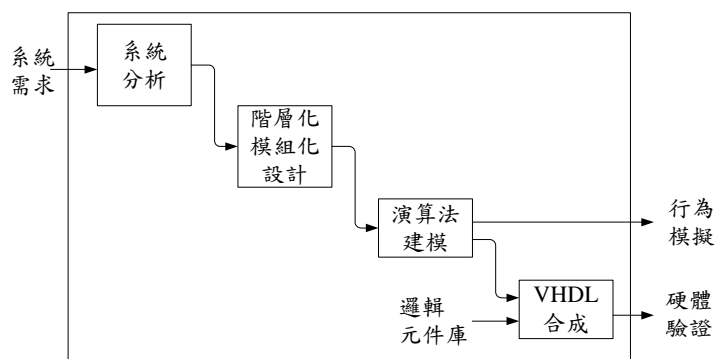 系統
需求
系統
分析
階層化
模組化
設計
演算法
建模
行為
模擬
邏輯
元件庫
VHDL
合成
硬體
驗證